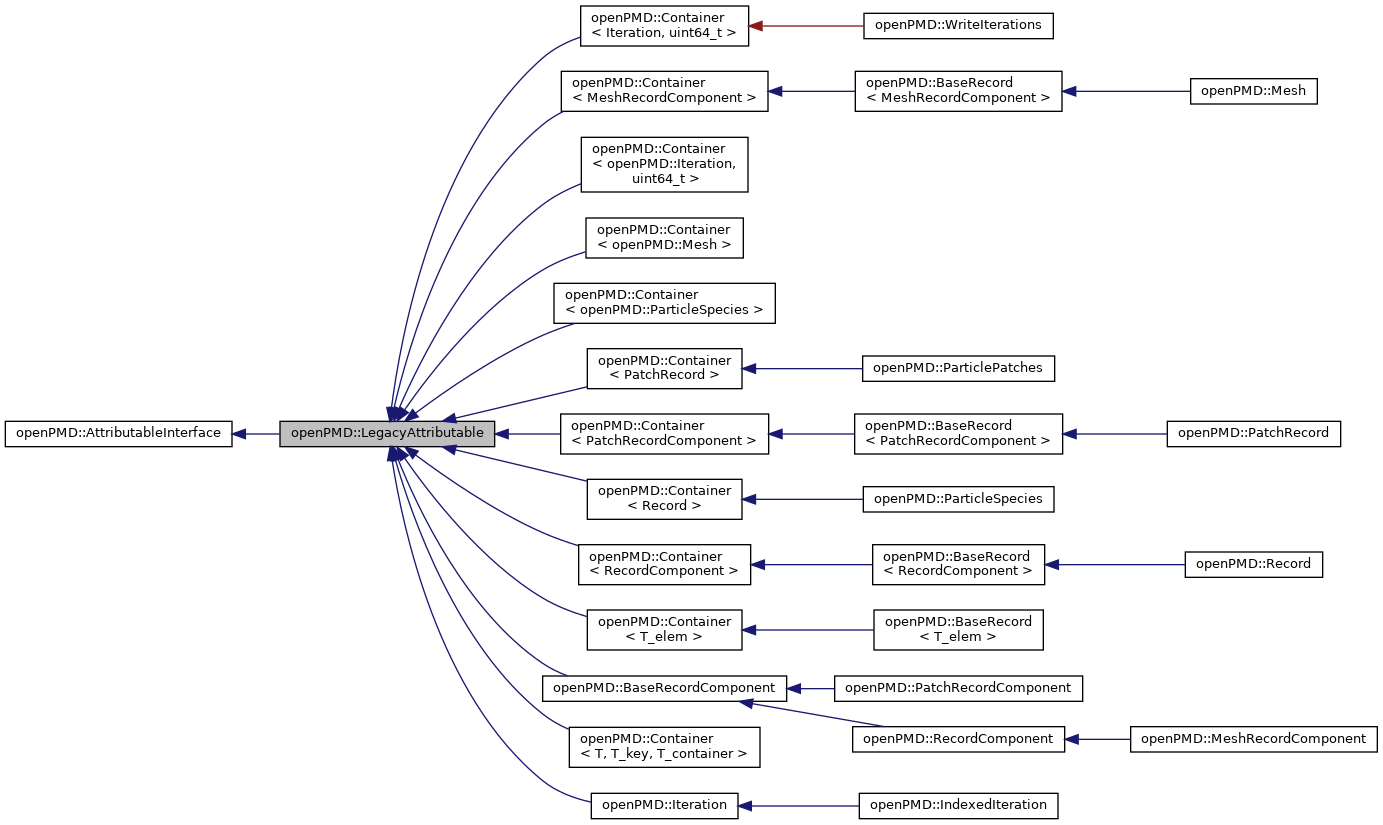 openPMD::Container
< Iteration, uint64_t >
openPMD::WriteIterations
openPMD::Container
< MeshRecordComponent >
openPMD::BaseRecord
< MeshRecordComponent >
openPMD::Mesh
openPMD::Container
< openPMD::Iteration,
uint64_t >
openPMD::Container
< openPMD::Mesh >
openPMD::Container
< openPMD::ParticleSpecies >
openPMD::Container
< PatchRecord >
openPMD::ParticlePatches
openPMD::AttributableInterface
openPMD::LegacyAttributable
openPMD::Container
< PatchRecordComponent >
openPMD::BaseRecord
< PatchRecordComponent >
openPMD::PatchRecord
openPMD::Container
< Record >
openPMD::ParticleSpecies
openPMD::Container
< RecordComponent >
openPMD::BaseRecord
< RecordComponent >
openPMD::Record
openPMD::Container
< T_elem >
openPMD::BaseRecord
< T_elem >
openPMD::BaseRecordComponent
openPMD::PatchRecordComponent
openPMD::Container
< T, T_key, T_container >
openPMD::RecordComponent
openPMD::MeshRecordComponent
openPMD::Iteration
openPMD::IndexedIteration